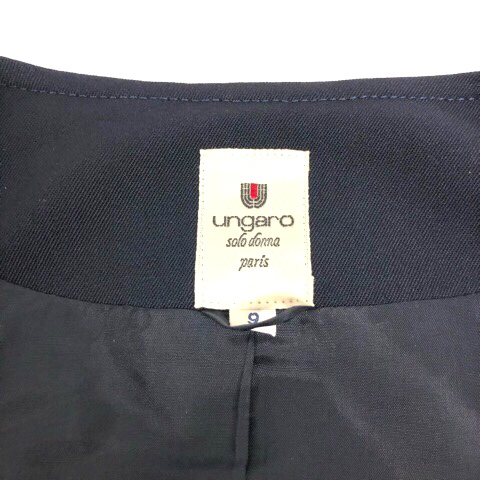 ungaro
solo donna
paris
9